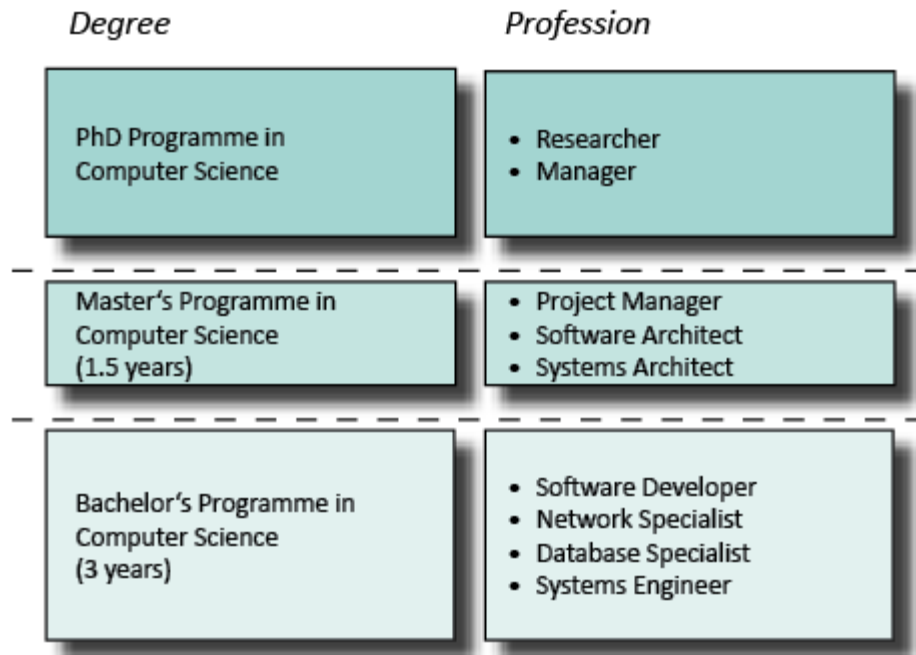 Degree
Profession
PhD Programme in
Computer Science
• Researcher
• Manager
Master‘s Programme in
Computer Science
(1.5 years)
• Project Manager
• Software Architect
• Systems Architect
Bachelor‘s Programme in
Computer Science
(3 years)
• Software Developer
• Network Specialist
• Database Specialist
• Systems Engineer